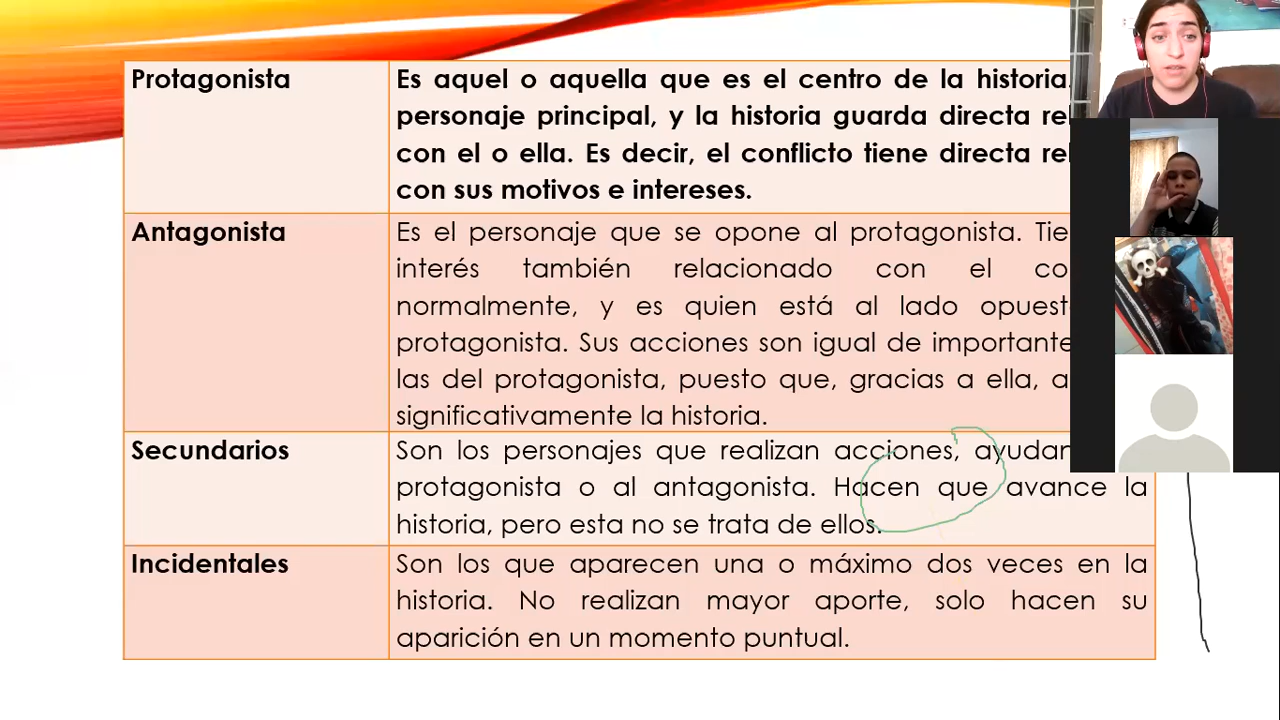 Protagonista
Es aquel o aquella que es el centro de la historia.
personaje principal, y la historia guarda directa
con el o ella. Es decir, el conflicto tiene directa
con sus motivos e intereses.
Antagonista
Es el personaje que se opone al protagonista.
interés también relacionado con el
normalmente, y es quien está al lado
protagonista. Sus acciones son igual de importante
las del protagonista, puesto que, gracias a ella,
significativamente la historia.
Secundarios
Son los personajes que realizan acciones, ayudan
protagonista o al antagonista. Hacen que avance la
historia, pero esta no se trata de ellos.
Incidentales
Son los que aparecen una o máximo dos veces en la
historia. No realizan mayor aporte, solo hacen su
aparición en un momento puntual.